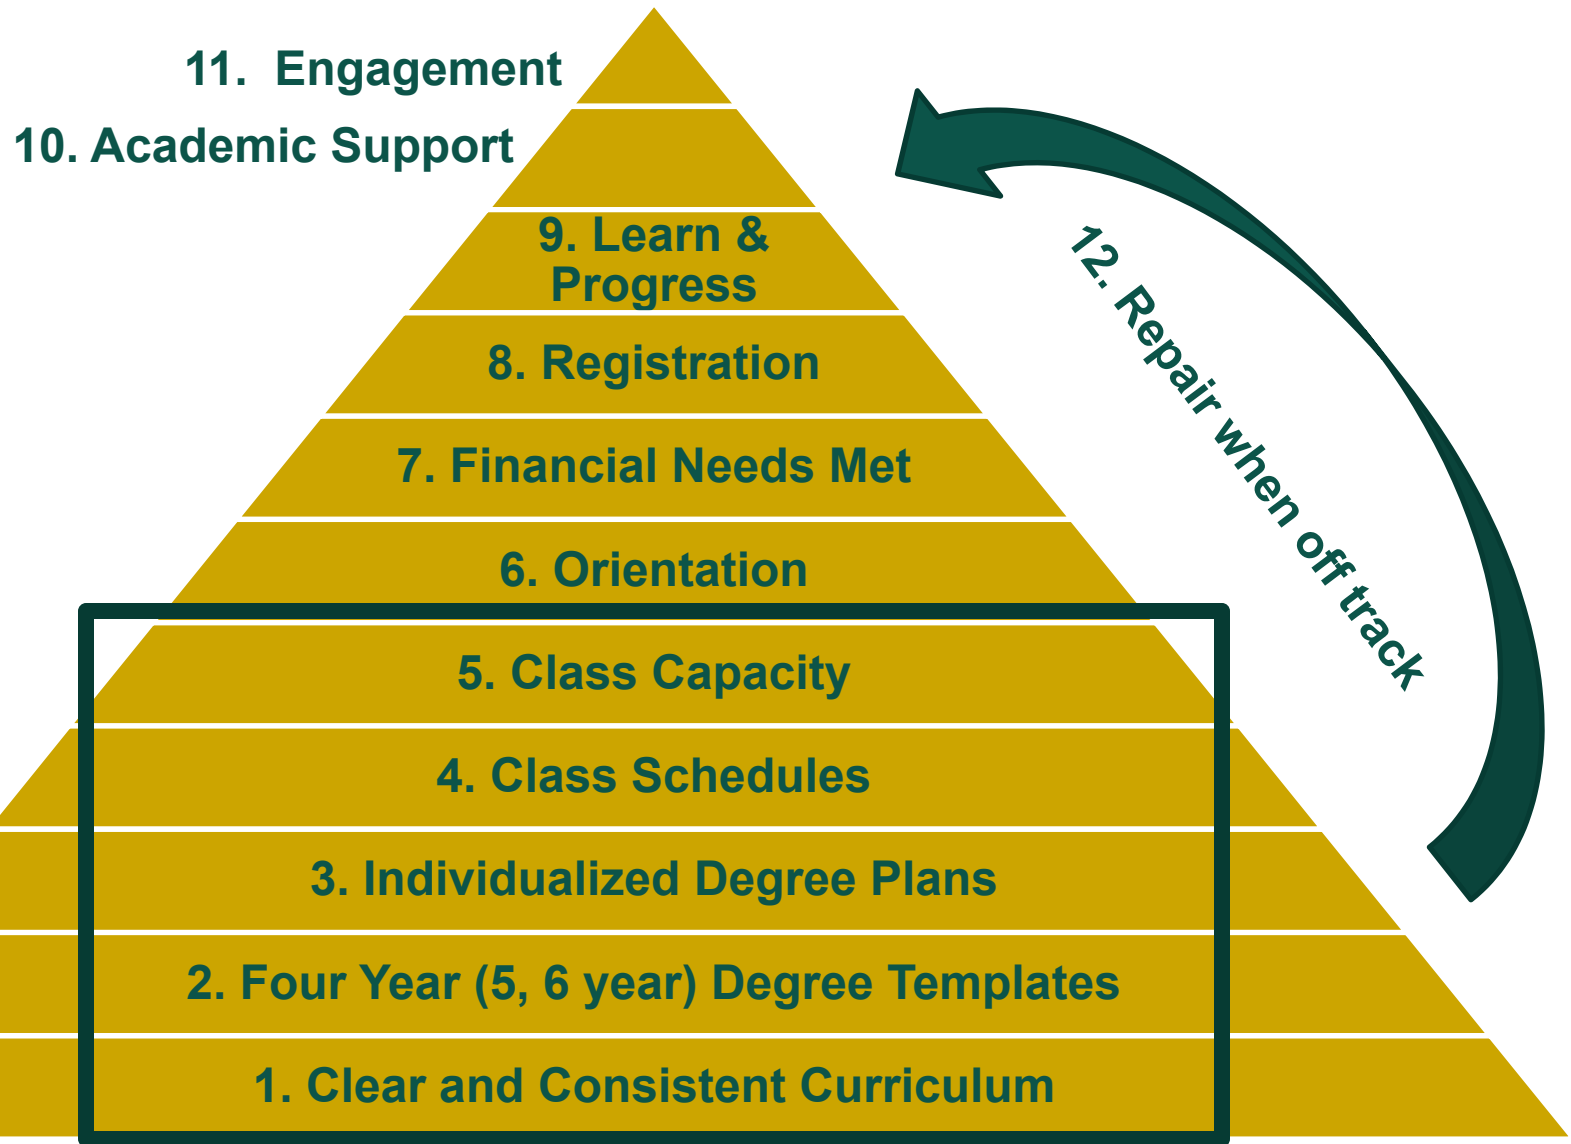 11.  Engagement
10. Academic Support
9. Learn &
Progress
8. Registration
7. Financial Needs Met
6. Orientation
5. Class Capacity
4. Class Schedules
3. Individualized Degree Plans
2. Four Year (5, 6 year) Degree Templates
1. Clear and Consistent Curriculum
12. Repair when off track